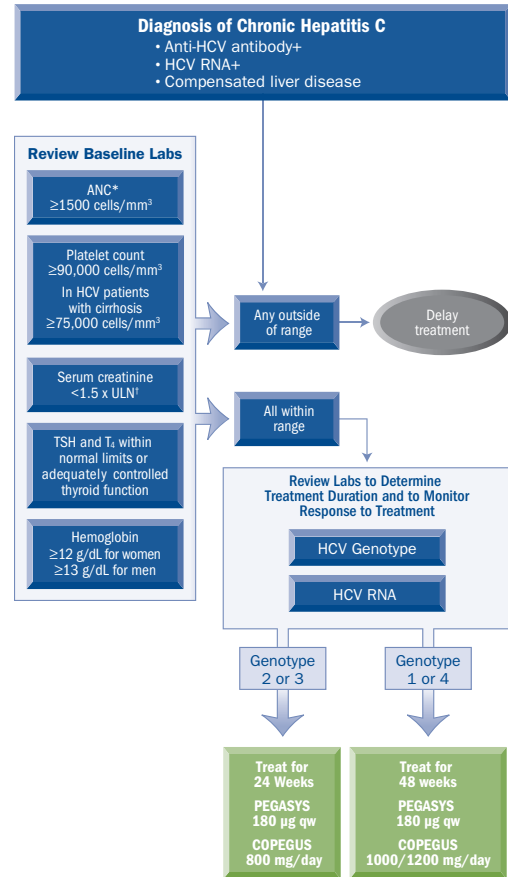 Diagnosis of Chronic Hepatitis C
• Anti-HCV antibody+
• HCV RNA+
• Compensated liver disease
Review Baseline Labs
ANC*
≥1500 cells/mm³
Platelet count
≥90,000 cells/mm³
In HCV patients
with cirrhosis
≥75,000 cells/mm³
Serum creatinine
<1.5 x ULN†
TSH and T₄ within
normal limits or
adequately controlled
thyroid function
Hemoglobin
≥12 g/dL for women
≥13 g/dL for men
Any outside
of range
Delay
treatment
All within
range
Review Labs to Determine
Treatment Duration and to Monitor
Response to Treatment
HCV Genotype
HCV RNA
Genotype
2 or 3
Genotype
1 or 4
Treat for
24 Weeks
PEGASYS
180 µg qw
COPEGUS
800 mg/day
Treat for
48 weeks
PEGASYS
180 µg qw
COPEGUS
1000/1200 mg/day